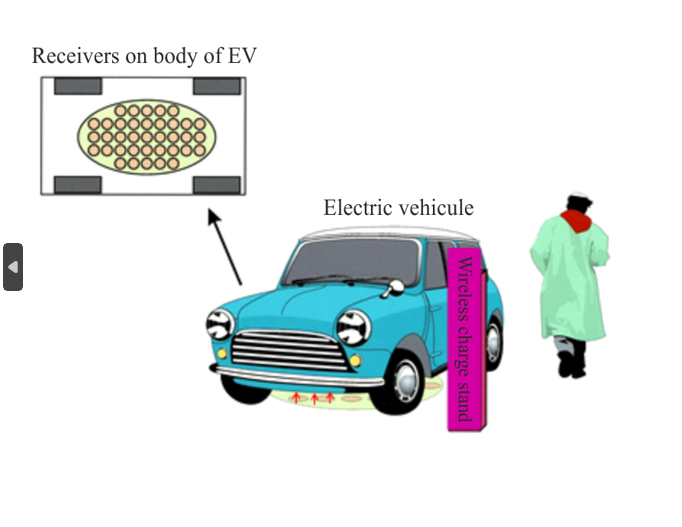 Receivers on body of EV
Electric vehicule
Wireless charge stand